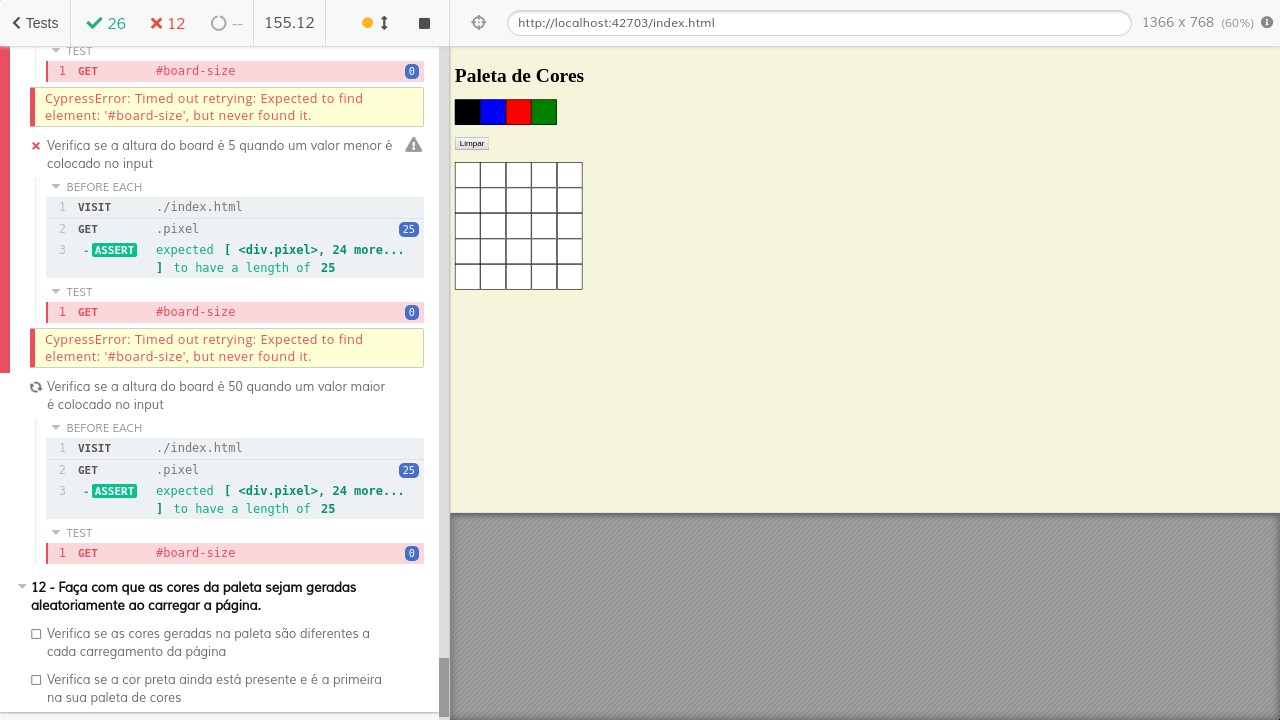 Tests
26
12
--
155.12
http://localhost:42703/index.html
1366 x 768 (60%)
TEST
1 GET #board-size 0
CypressError: Timed out retrying: Expected to find
element: '#board-size', but never found it.
Verifica se a altura do board é 5 quando um valor menor é
colocado no input
BEFORE EACH
1 VISIT ./index.html
2 GET .pixel 25
3 -ASSERT expected [ <div.pixel>, 24 more...
] to have a length of 25
TEST
1 GET #board-size 0
CypressError: Timed out retrying: Expected to find
element: '#board-size', but never found it.
Verifica se a altura do board é 50 quando um valor maior
é colocado no input
BEFORE EACH
1 VISIT ./index.html
2 GET .pixel 25
3 -ASSERT expected [ <div.pixel>, 24 more...
] to have a length of 25
TEST
1 GET #board-size 0
12 - Faça com que as cores da paleta sejam geradas
aleatoriamente ao carregar a página.
Verifica se as cores geradas na paleta são diferentes a
cada carregamento da página
Verifica se a cor preta ainda está presente e é a primeira
na sua paleta de cores
Paleta de Cores
Limpar